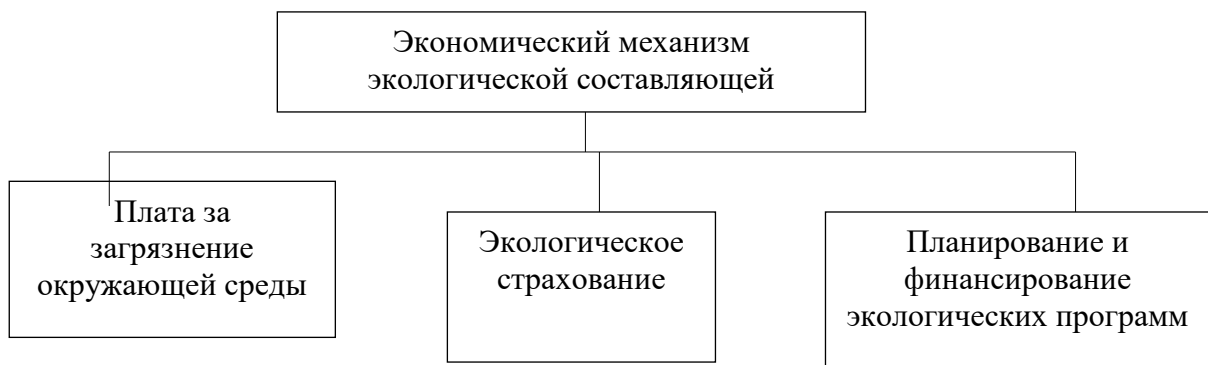 Экономический механизм
экологической составляющей
Плата за
загрязнение
окружающей среды
Экологическое
страхование
Планирование и
финансирование
экологических программ